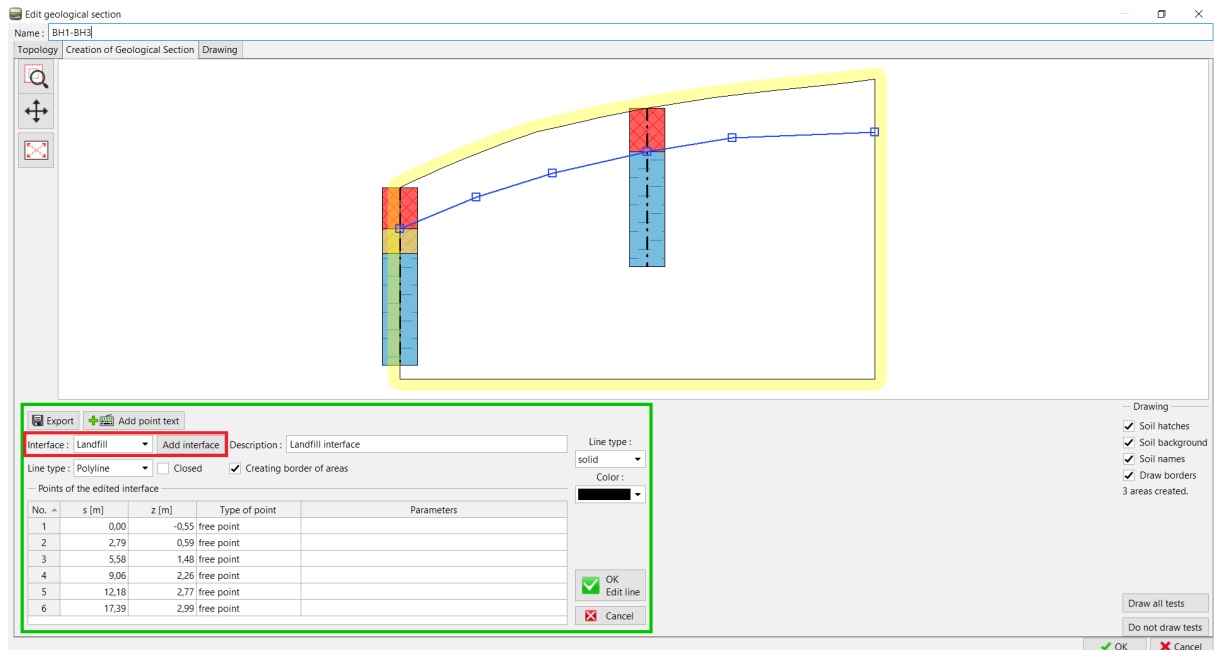 Edit geological section
Name : BH1-BH3
Topology Creation of Geological Section Drawing
Export Add point text
Interface : Landfill Add interface Description : Landfill interface
Line type : Polyline Closed Creating border of areas
Points of the edited interface
No. s [m] z [m] Type of point Parameters
1 0,00 -0,55 free point
2 2,79 0,59 free point
3 5,58 1,48 free point
4 9,06 2,26 free point
5 12,18 2,77 free point
6 17,39 2,99 free point
Line type :
solid
Color :
OK
Edit line
Cancel
Drawing
Soil hatches
Soil background
Soil names
Draw borders
3 areas created.
Draw all tests
Do not draw tests
OK Cancel